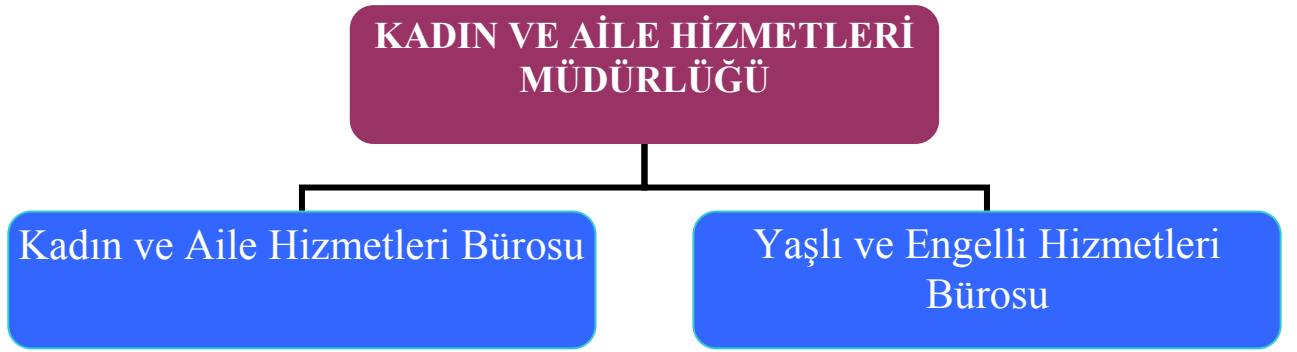 KADIN VE AİLE HİZMETLERİ
MÜDÜRLÜĞÜ
Kadın ve Aile Hizmetleri Bürosu
Yaşlı ve Engelli Hizmetleri
Bürosu